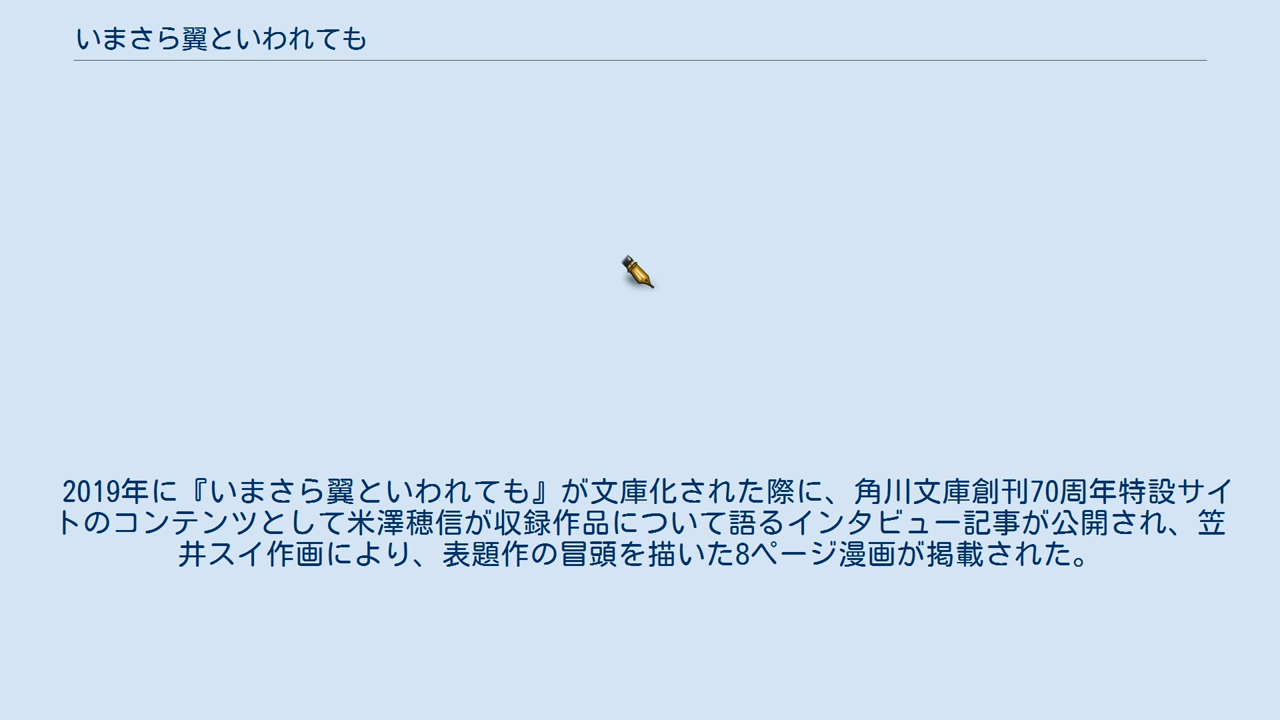 いまさら翼といわれても
2019年に『いまさら翼といわれても』が文庫化された際に、角川文庫創刊70周年特設サイ
トのコンテンツとして米澤穂信が収録作品について語るインタビュー記事が公開され、笠
井スイ作画により、表題作の冒頭を描いた8ページ漫画が掲載された。